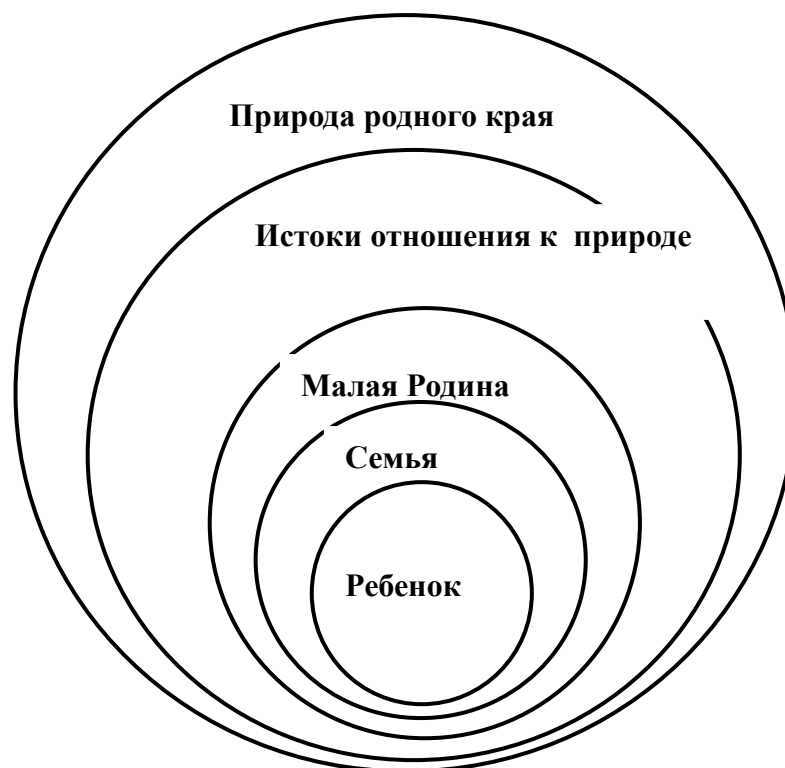 Природа родного края
Истоки отношения к природе
Малая Родина
Семья
Ребенок